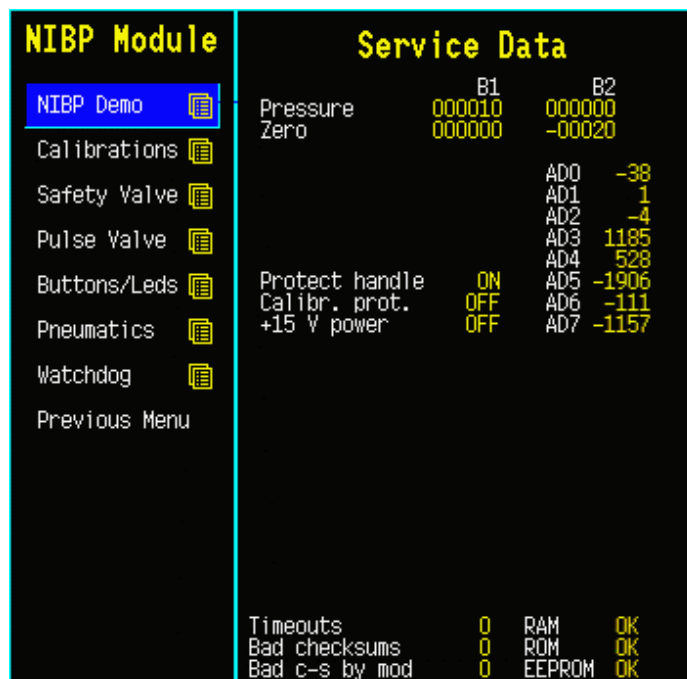 NIBP Module
NIBP Demo
Calibrations
Safety Valve
Pulse Valve
Buttons/Leds
Pneumatics
Watchdog
Previous Menu
Service Data
B1 B2
Pressure 000010 000000
Zero 000000 -00020
AD0 -38
AD1 1
AD2 -4
AD3 1185
AD4 528
Protect handle ON AD5 -1906
Calibr. prot. OFF AD6 -111
+15 V power OFF AD7 -1157
Timeouts 0 RAM OK
Bad checksums 0 ROM OK
Bad c-s by mod 0 EEPROM OK